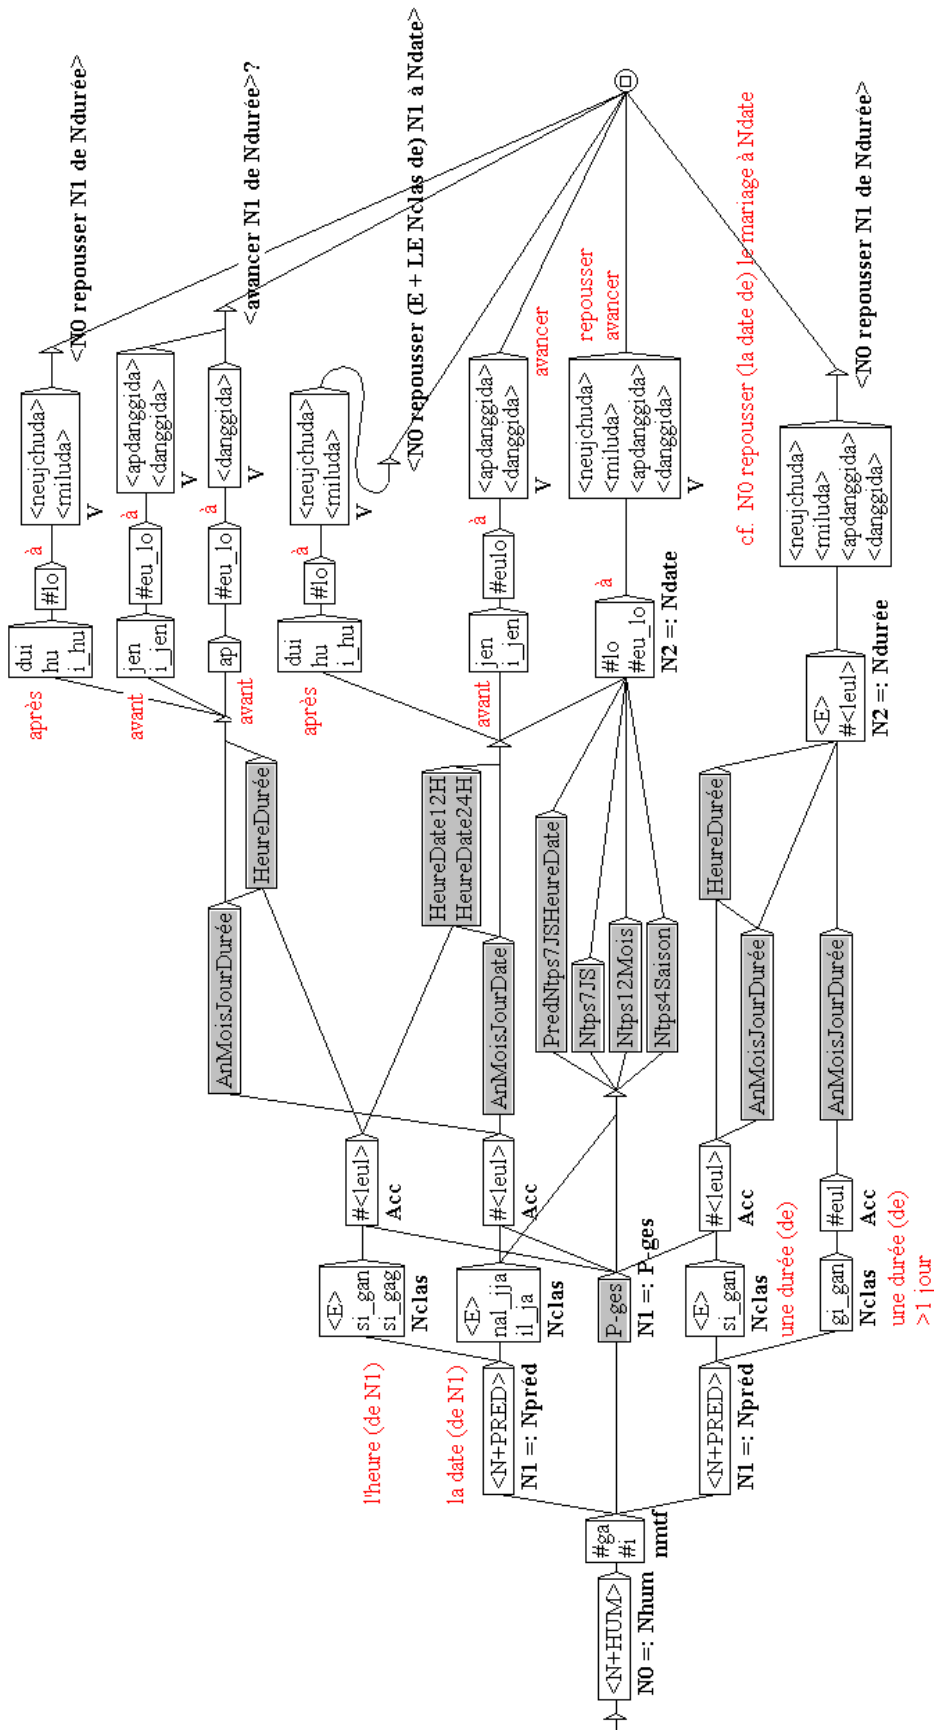 <N+HUM>
N0 =: Nhum
#ga
#i
nmtf
l'heure (de N1)
la date (de N1)
<N+PRED>
N1 =: Npréd
<E>
si_gan
si_gag
Nclas
#<leul>
Acc
<E>
nal_jja
il_ja
Nclas
#<leul>
Acc
P-ges
N1 =: P-ges
<N+PRED>
N1 =: Npréd
<E>
si_gan
Nclas
une durée (de)
#<leul>
Acc
gi_gan
Nclas
une durée (de)
>1 jour
#eul
Acc
AnMoisJourDurée
HeureDurée
HeureDate12H
HeureDate24H
AnMoisJourDate
PredNtps7JSHeureDate
Ntps7JS
Ntps12Mois
Ntps4Saison
HeureDurée
AnMoisJourDurée
AnMoisJourDurée
après
dui
hu
i_hu
#lo
à
<neujchuda>
<miluda>
V
<N0 repousser N1 de Ndurée>
avant
jen
i_jen
#eu_lo
à
<apdanggida>
<danggida>
V
avant
ap
#eu_lo
à
<danggida>
V
<avancer N1 de Ndurée>?
après
dui
hu
i_hu
#lo
à
<neujchuda>
<miluda>
V
<N0 repousser (E + LE Nclas de) N1 à Ndate>
avant
jen
i_jen
#eulo
à
<apdanggida>
<danggida>
V
avancer
#lo
#eu_lo
à
N2 =: Ndate
<neujchuda>
<miluda>
<apdanggida>
<danggida>
V
repousser
avancer
cf. N0 repousser (la date de) le mariage à Ndate
<E>
#<leul>
N2 =: Ndurée
<neujchuda>
<miluda>
<apdanggida>
<danggida>
<N0 repousser N1 de Ndurée>